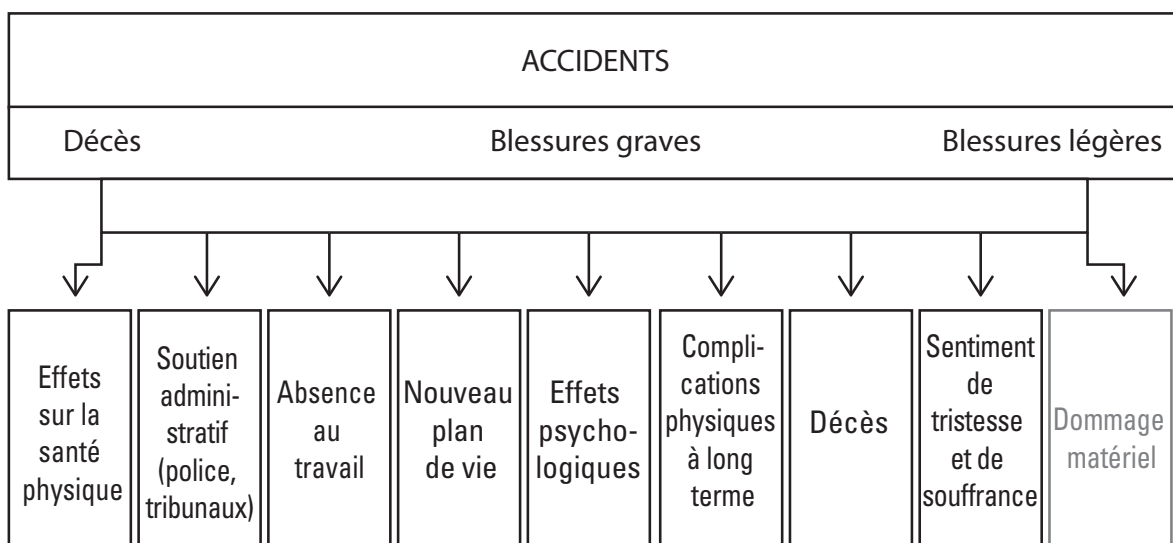 ACCIDENTS
Décès
Blessures graves
Blessures légères
Effets
sur la
santé
physique
Soutien
admini-
stratif
(police,
tribunaux)
Absence
au
travail
Nouveau
plan
de vie
Effets
psycho-
logiques
Compli-
cations
physiques
à long
terme
Décès
Sentiment
de
tristesse
et de
souffrance
Dommage
matériel